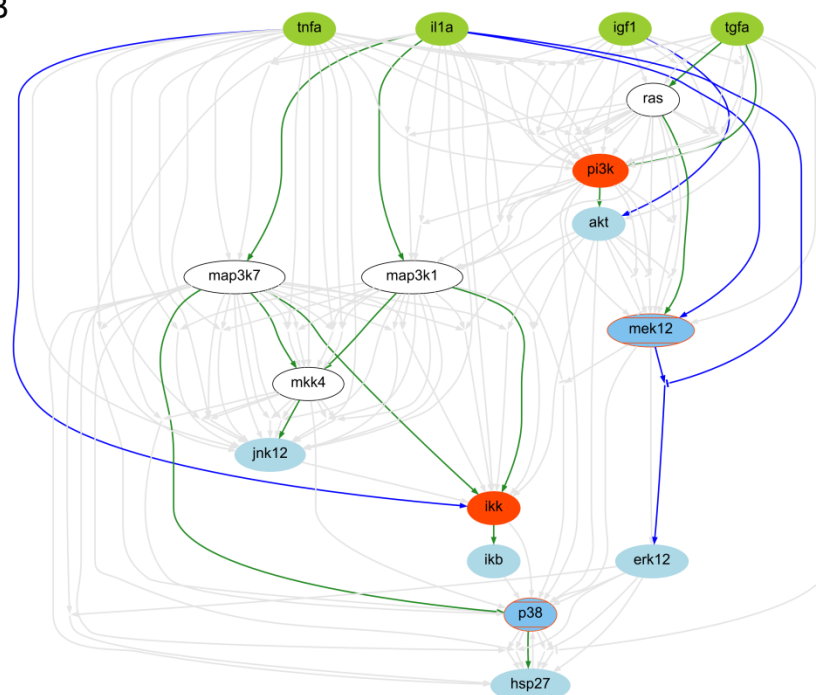 B
tnfa il1a igf1 tgfa
ras
pi3k
akt
map3k7 map3k1
mek12
mkk4
jnk12
ikk
ikb erk12
p38
hsp27